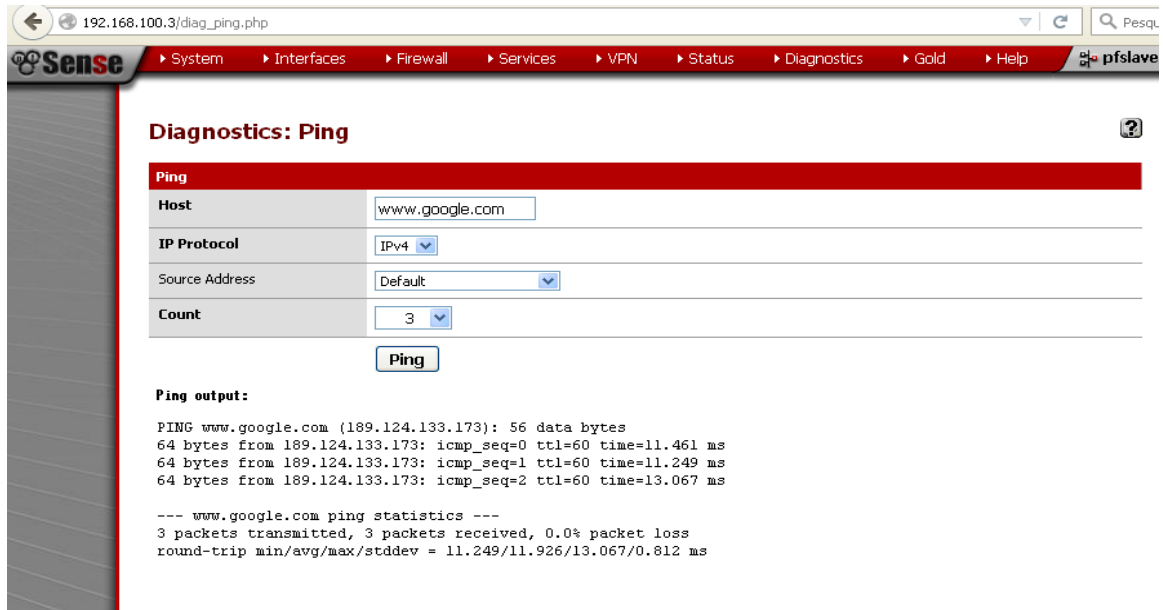 192.168.100.3/diag_ping.php
Pesqu
Sense System Interfaces Firewall Services VPN Status Diagnostics Gold Help pfslave
Diagnostics: Ping
?
Ping
Host www.google.com
IP Protocol IPv4
Source Address Default
Count 3
Ping
Ping output:
PING www.google.com (189.124.133.173): 56 data bytes
64 bytes from 189.124.133.173: icmp_seq=0 ttl=60 time=11.461 ms
64 bytes from 189.124.133.173: icmp_seq=1 ttl=60 time=11.249 ms
64 bytes from 189.124.133.173: icmp_seq=2 ttl=60 time=13.067 ms
--- www.google.com ping statistics ---
3 packets transmitted, 3 packets received, 0.0% packet loss
round-trip min/avg/max/stddev = 11.249/11.926/13.067/0.812 ms